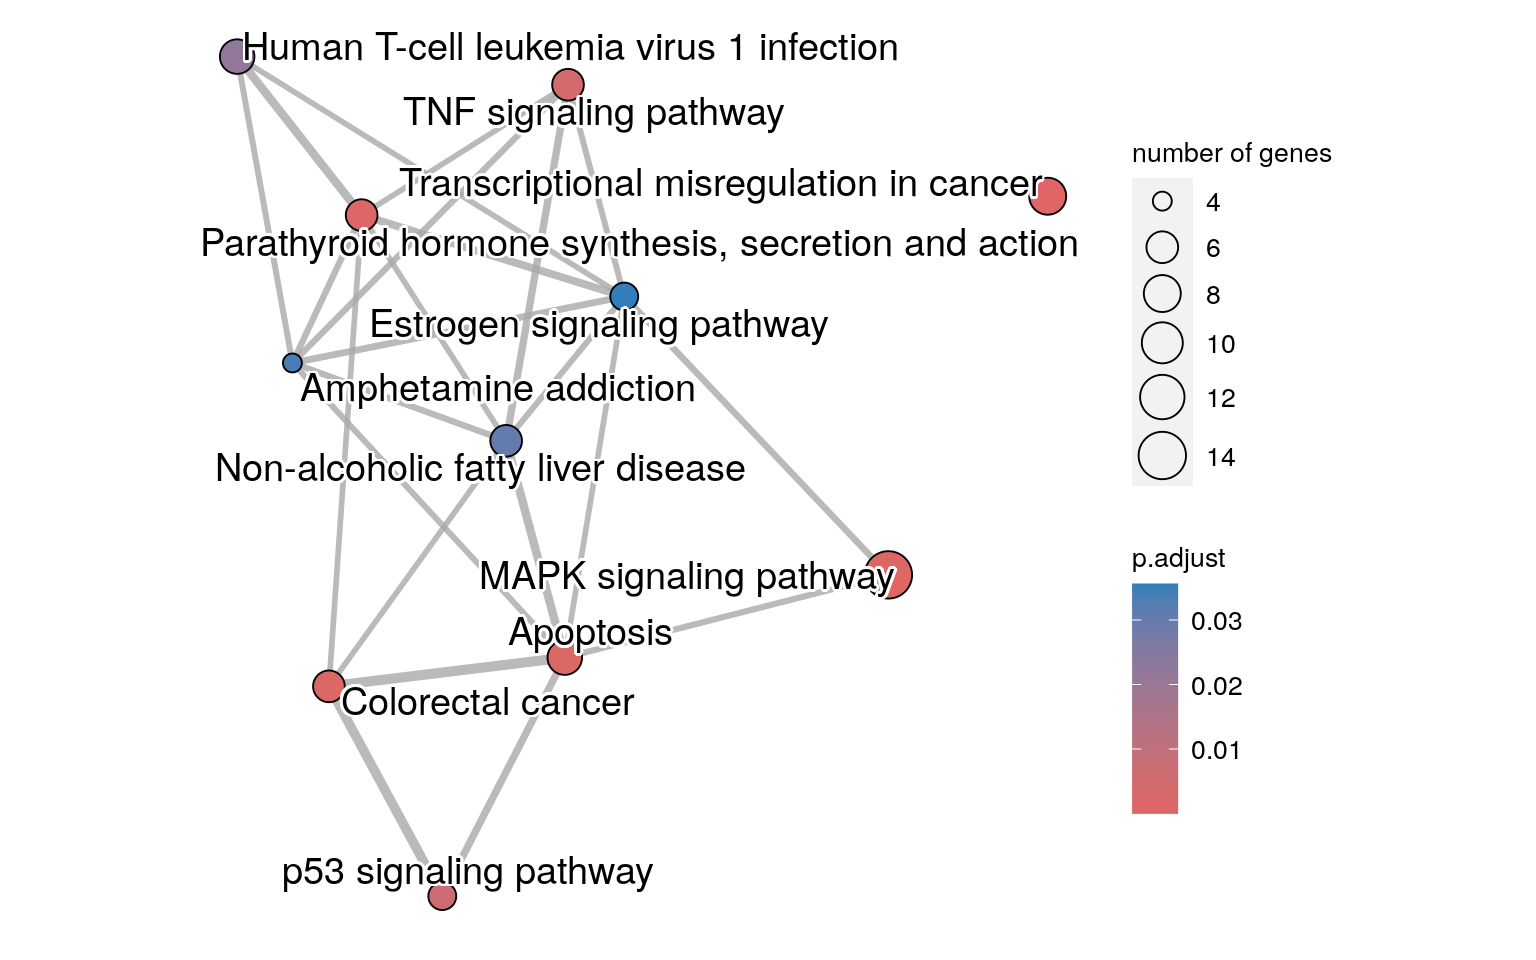 Human T-cell leukemia virus 1 infection
TNF signaling pathway
Transcriptional misregulation in cancer
Parathyroid hormone synthesis, secretion and action
Estrogen signaling pathway
Amphetamine addiction
Non-alcoholic fatty liver disease
MAPK signaling pathway
Apoptosis
Colorectal cancer
p53 signaling pathway
number of genes
4
6
8
10
12
14
p.adjust
0.03
0.02
0.01